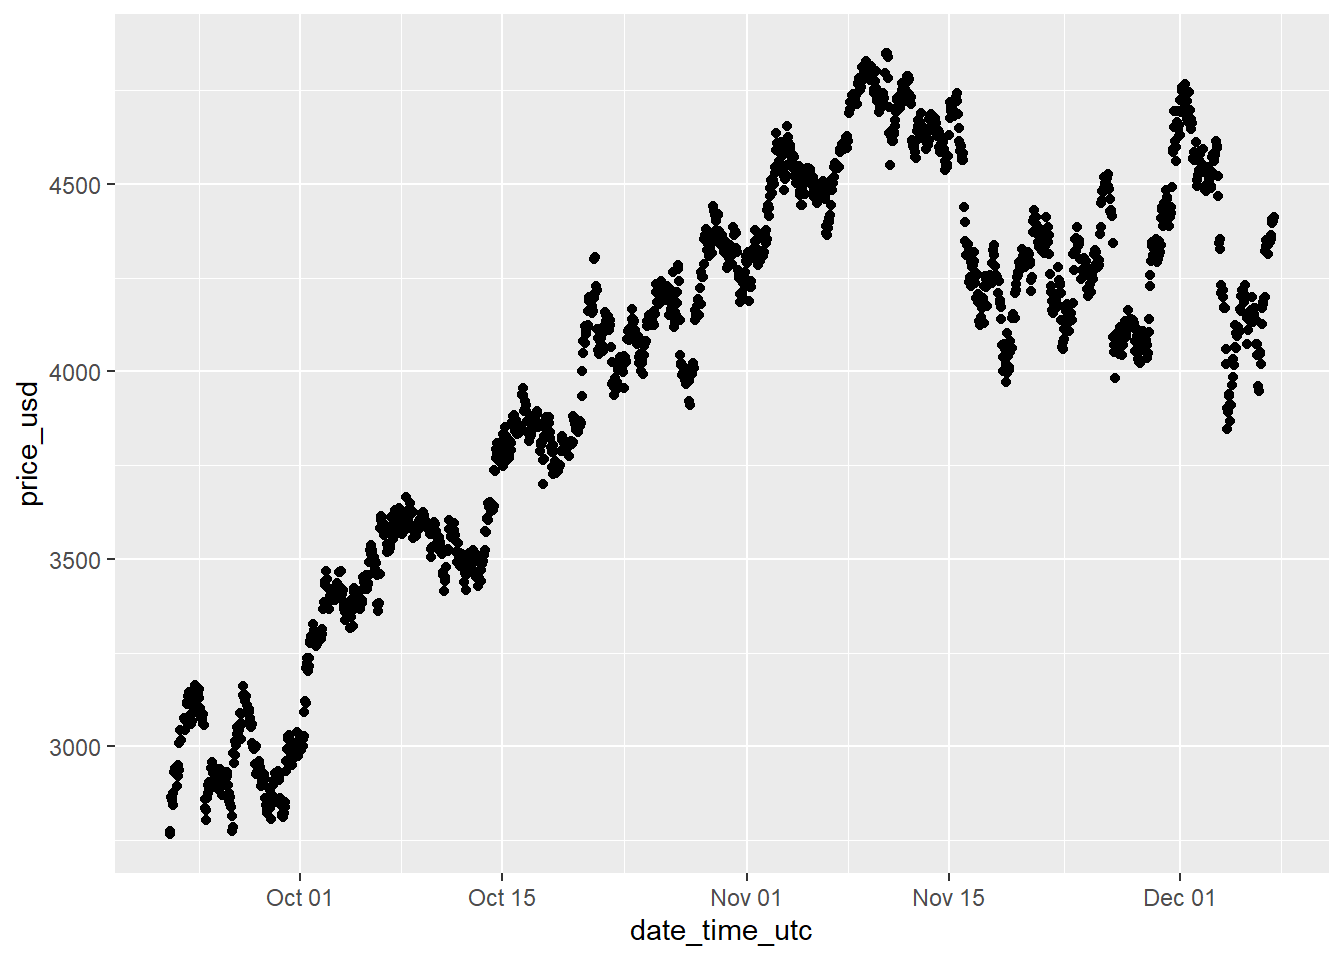 price_usd
4500
4000
3500
3000
Oct 01
Oct 15
Nov 01
Nov 15
Dec 01
date_time_utc